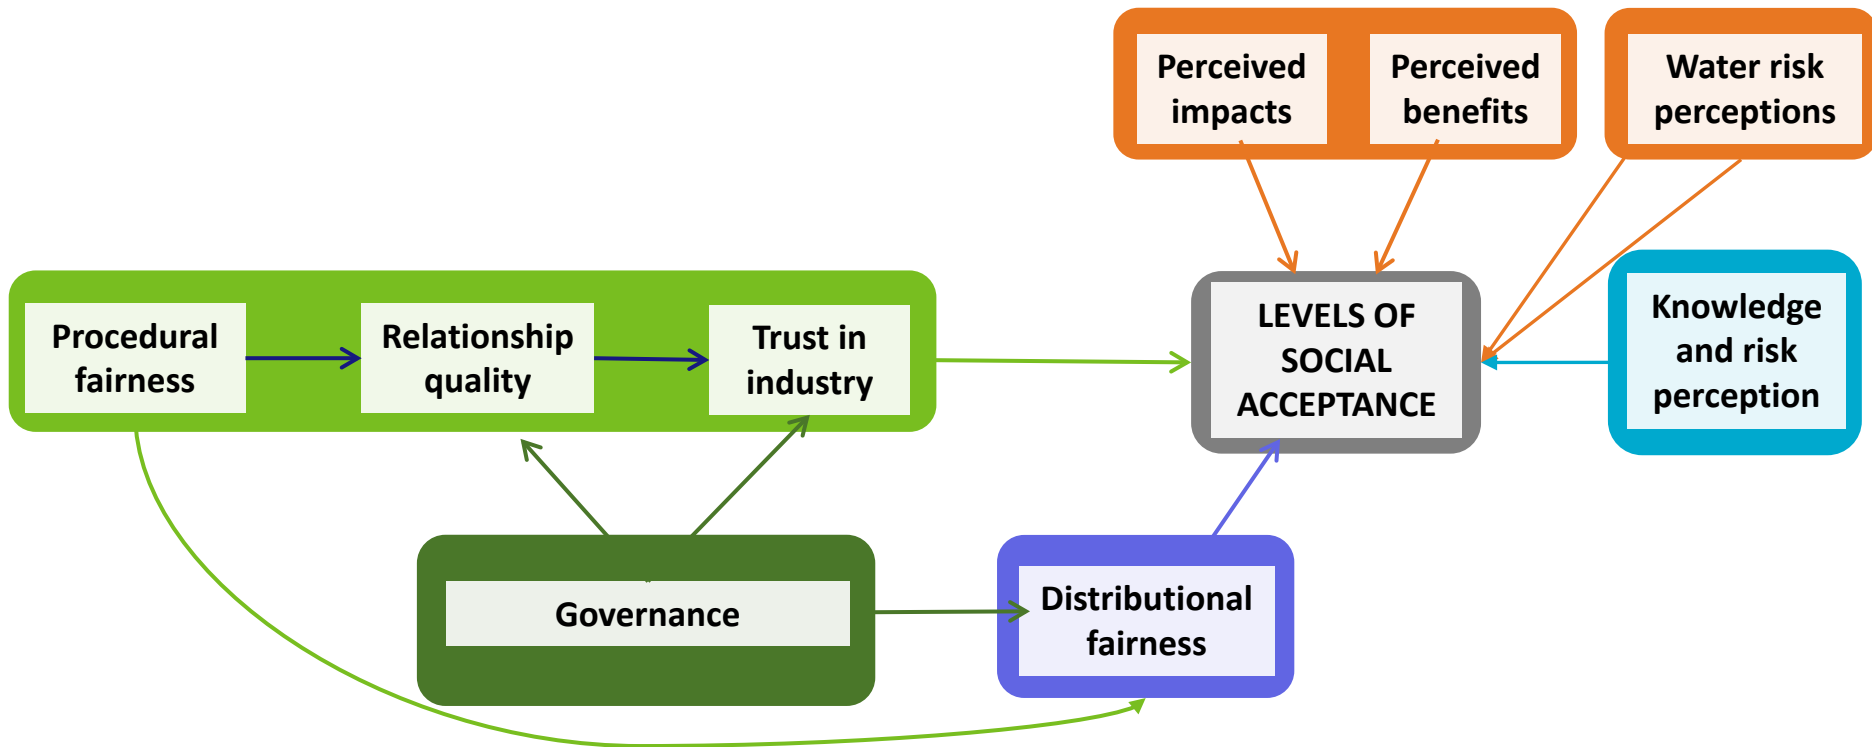 Perceived
impacts
Perceived
benefits
Water risk
perceptions
Procedural
fairness
Relationship
quality
Trust in
industry
LEVELS OF
SOCIAL
ACCEPTANCE
Knowledge
and risk
perception
Governance
Distributional
fairness